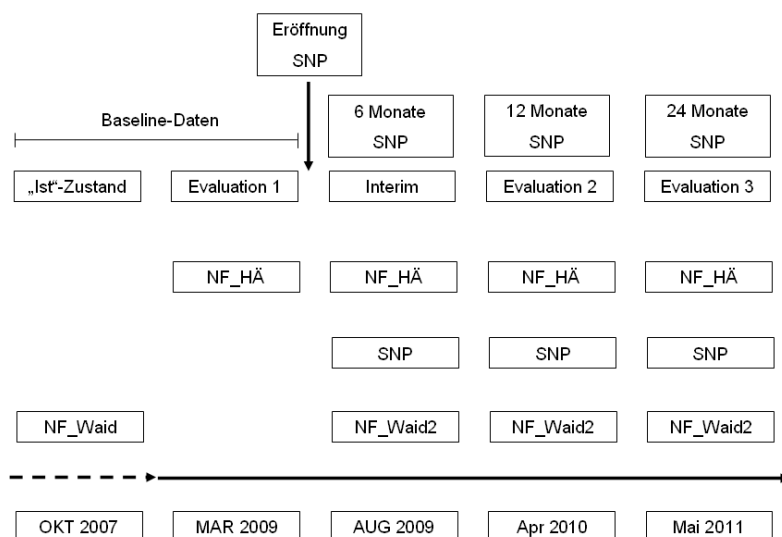 Eröffnung
SNP
Baseline-Daten
6 Monate
SNP
12 Monate
SNP
24 Monate
SNP
„Ist“-Zustand
Evaluation 1
Interim
Evaluation 2
Evaluation 3
NF_HÄ
NF_HÄ
NF_HÄ
NF_HÄ
SNP
SNP
SNP
NF_Waid
NF_Waid2
NF_Waid2
NF_Waid2
OKT 2007
MAR 2009
AUG 2009
Apr 2010
Mai 2011